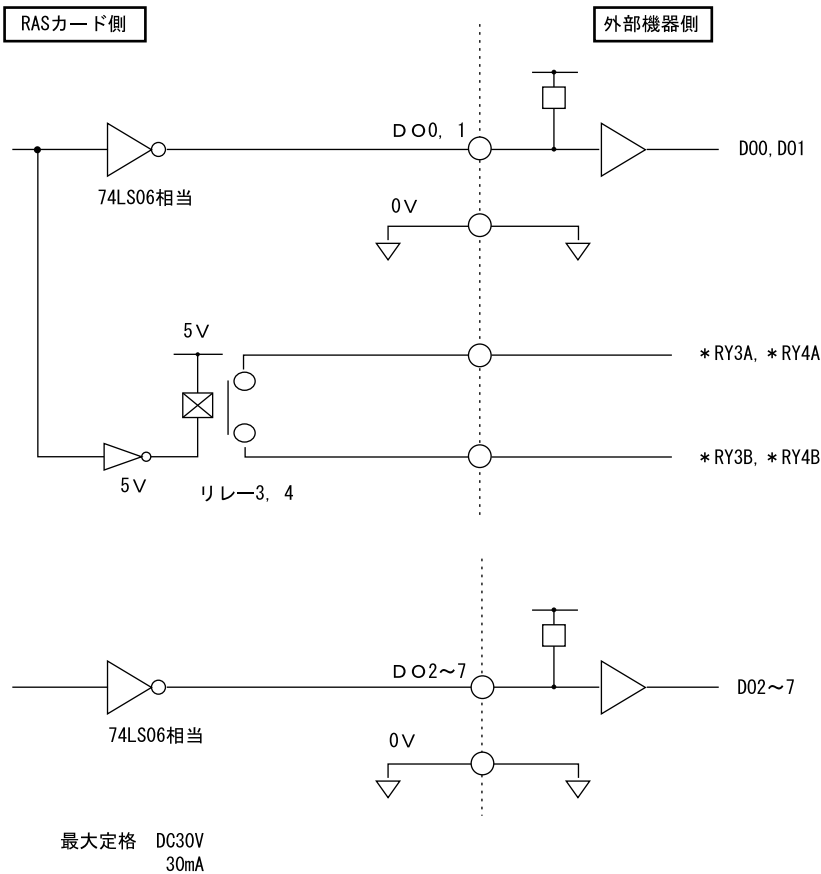 RASカード側
外部機器側
DO0, 1
DO0, DO1
74LS06相当
0V
5V
*RY3A, *RY4A
*RY3B, *RY4B
5V
リレー3, 4
DO2～7
DO2～7
74LS06相当
0V
最大定格 DC30V
30mA